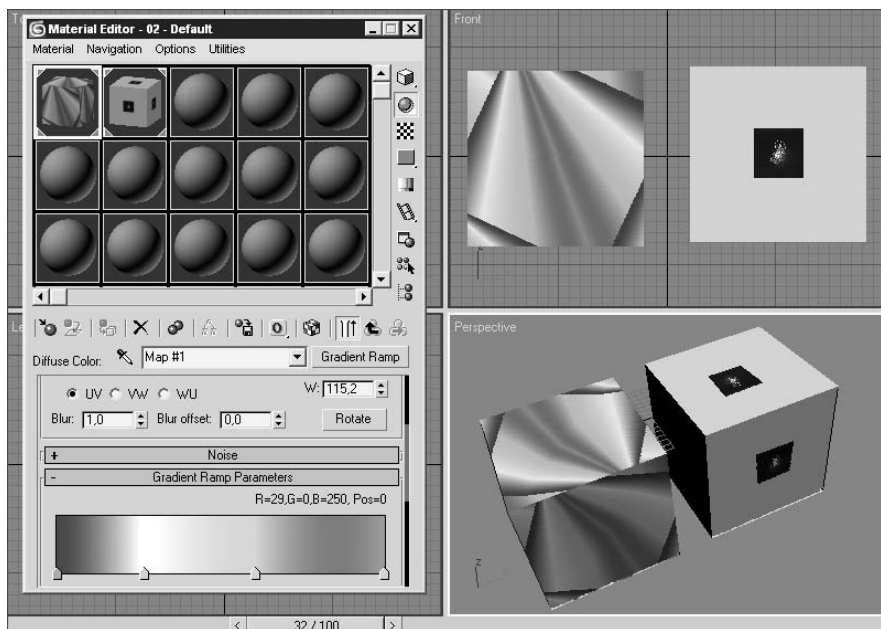 Material Editor - 02 - Default
Material Navigation Options Utilities
Front
Diffuse Color: Map #1 Gradient Ramp
UV VW WU W: 115,2
Blur: 1,0 Blur offset: 0,0 Rotate
+ Noise
- Gradient Ramp Parameters
R=29,G=0,B=250, Pos=0
Perspective
z
< 32 / 100 >